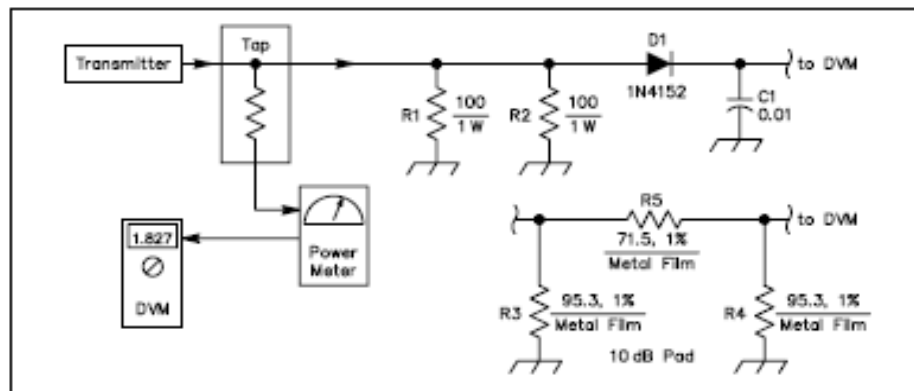 Transmitter
Tap
R1
100
1 W
R2
100
1 W
D1
1N4152
C1
0.01
to DVM
1.827
DVM
Power
Meter
R5
71.5, 1%
Metal Film
to DVM
R3
95.3, 1%
Metal Film
R4
95.3, 1%
Metal Film
10 dB Pad